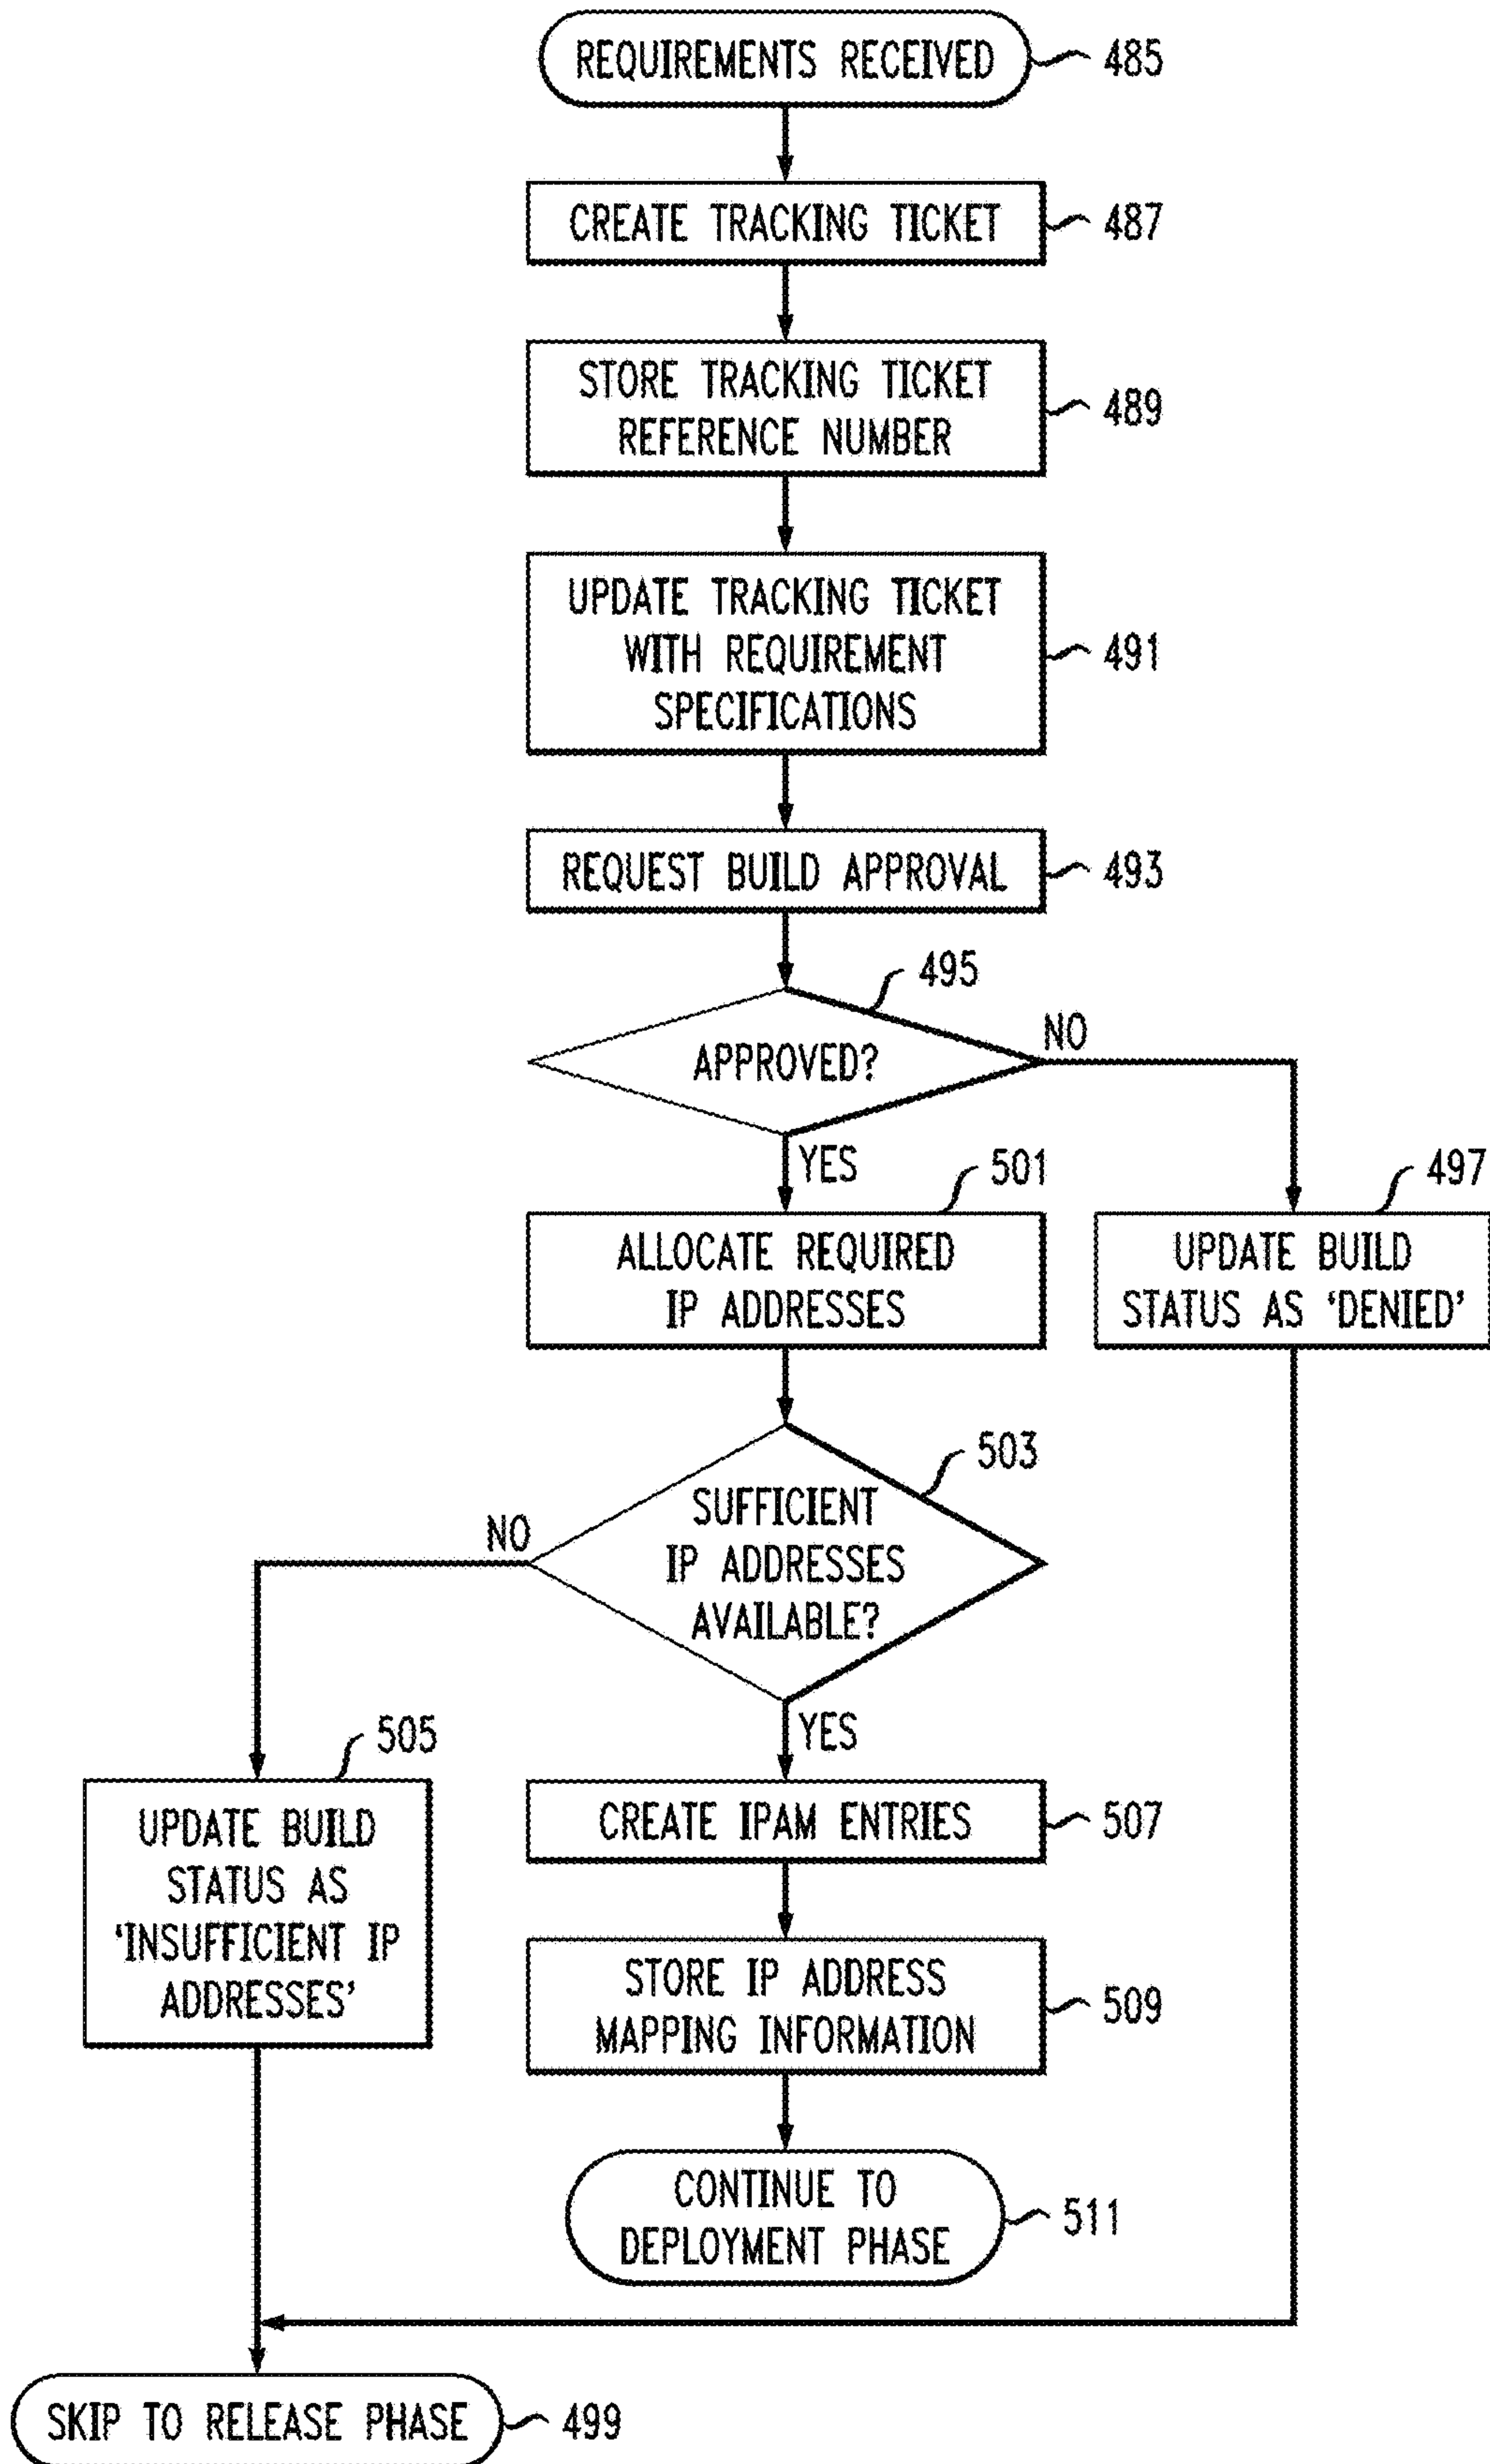 REQUIREMENTS RECEIVED
485
CREATE TRACKING TICKET
487
STORE TRACKING TICKET
REFERENCE NUMBER
489
UPDATE TRACKING TICKET
WITH REQUIREMENT
SPECIFICATIONS
491
REQUEST BUILD APPROVAL
493
495
APPROVED?
NO
YES
501
497
ALLOCATE REQUIRED
IP ADDRESSES
UPDATE BUILD
STATUS AS ‘DENIED’
503
SUFFICIENT
IP ADDRESSES
AVAILABLE?
NO
YES
505
UPDATE BUILD
STATUS AS
‘INSUFFICIENT IP
ADDRESSES’
CREATE IPAM ENTRIES
507
STORE IP ADDRESS
MAPPING INFORMATION
509
CONTINUE TO
DEPLOYMENT PHASE
511
SKIP TO RELEASE PHASE
499